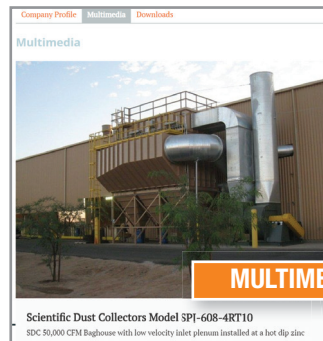 Company Profile Multimedia Downloads
Multimedia
MULTIME
Scientific Dust Collectors Model SPJ-608-4RT10
SDC 50,000 CFM Baghouse with low velocity inlet plenum installed at a hot dip zinc